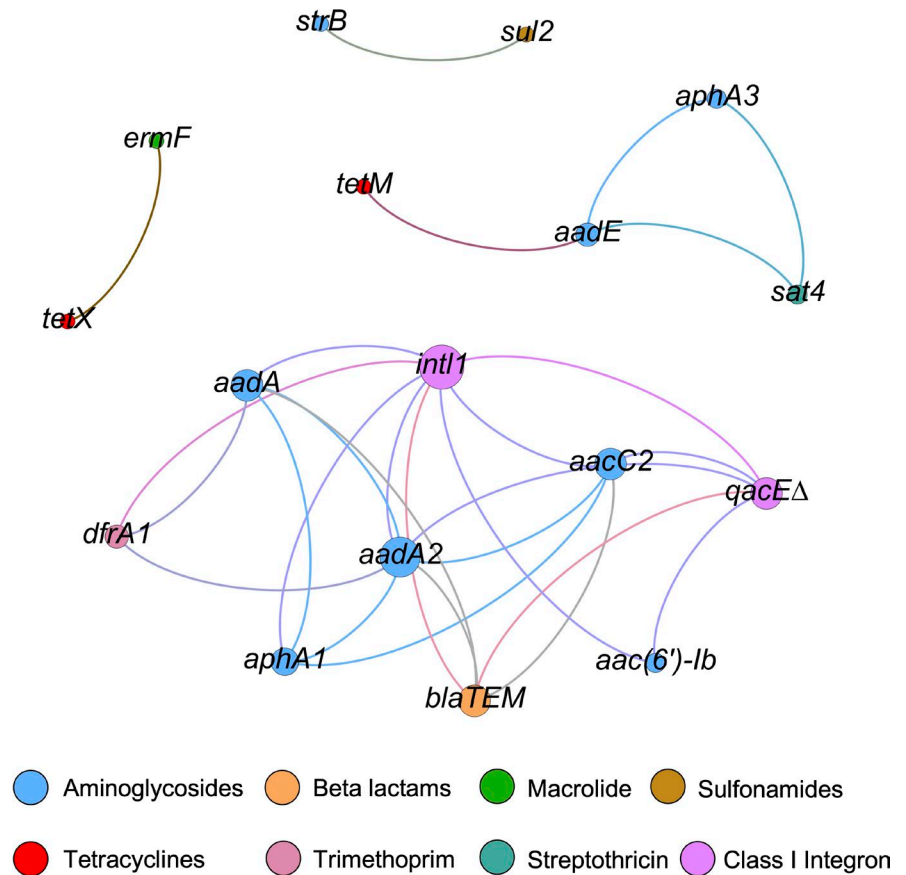 strB
sul2
aphA3
ermF
tetM
aadE
sat4
tetX
intI1
aadA
aacC2
qacEΔ
dfrA1
aadA2
aphA1
aac(6′)-Ib
blaTEM
Aminoglycosides
Beta lactams
Macrolide
Sulfonamides
Tetracyclines
Trimethoprim
Streptothricin
Class I Integron